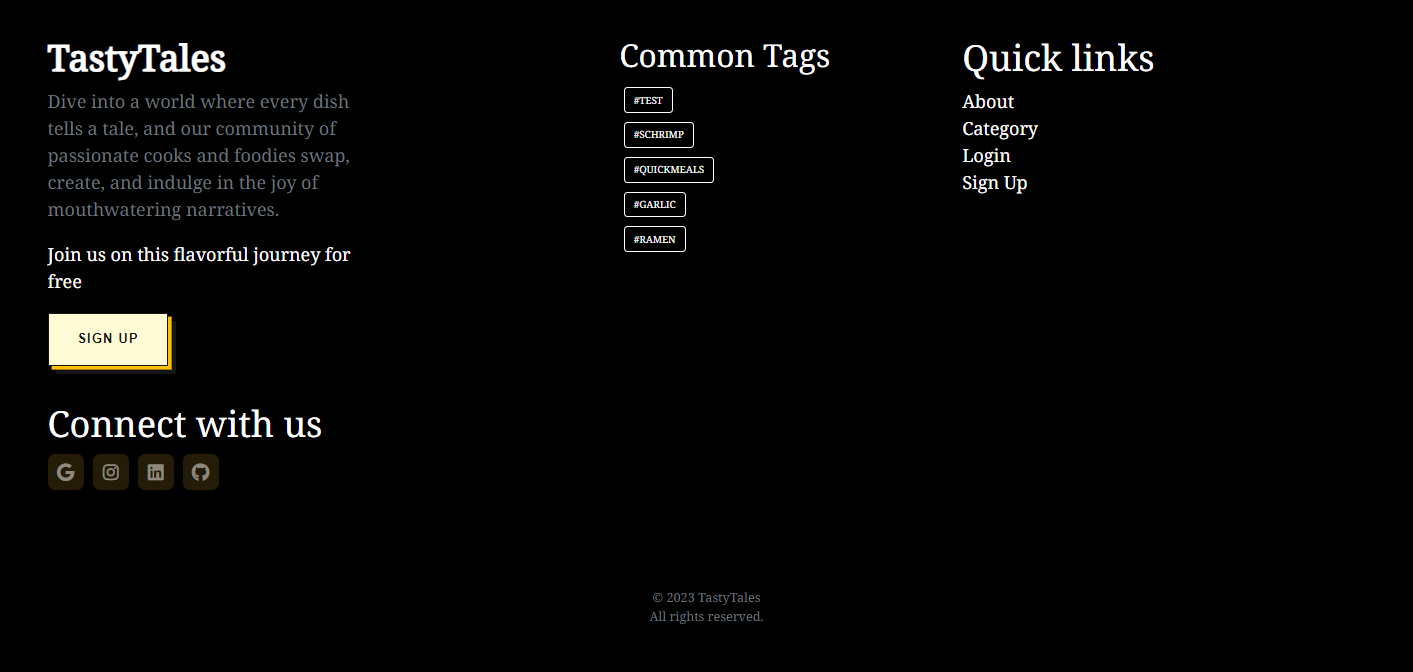 TastyTales
Dive into a world where every dish
tells a tale, and our community of
passionate cooks and foodies swap,
create, and indulge in the joy of
mouthwatering narratives.
Join us on this flavorful journey for
free
SIGN UP
Connect with us
Common Tags
#TEST
#SCHRIMP
#QUICKMEALS
#GARLIC
#RAMEN
Quick links
About
Category
Login
Sign Up
© 2023 TastyTales
All rights reserved.